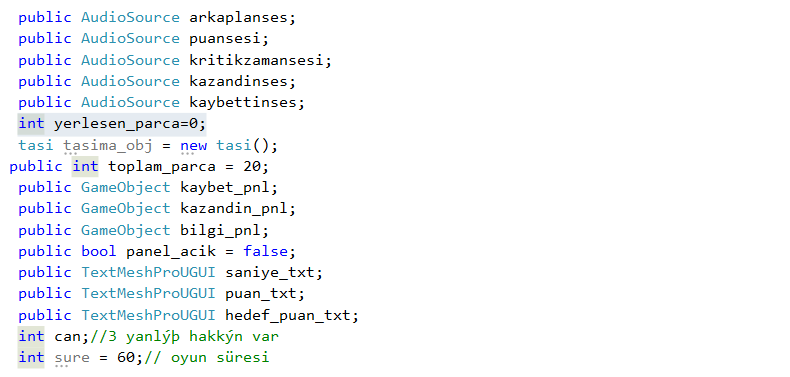 public AudioSource arkaplanses;
public AudioSource puansesi;
public AudioSource kritikzamansesi;
public AudioSource kazandinses;
public AudioSource kaybettinses;
int yerlesen_parca=0;
tasi tasima_obj = new tasi();
public int toplam_parca = 20;
public GameObject kaybet_pnl;
public GameObject kazandin_pnl;
public GameObject bilgi_pnl;
public bool panel_acik = false;
public TextMeshProUGUI saniye_txt;
public TextMeshProUGUI puan_txt;
public TextMeshProUGUI hedef_puan_txt;
int can;//3 yanlýþ hakkýn var
int sure = 60;// oyun süresi